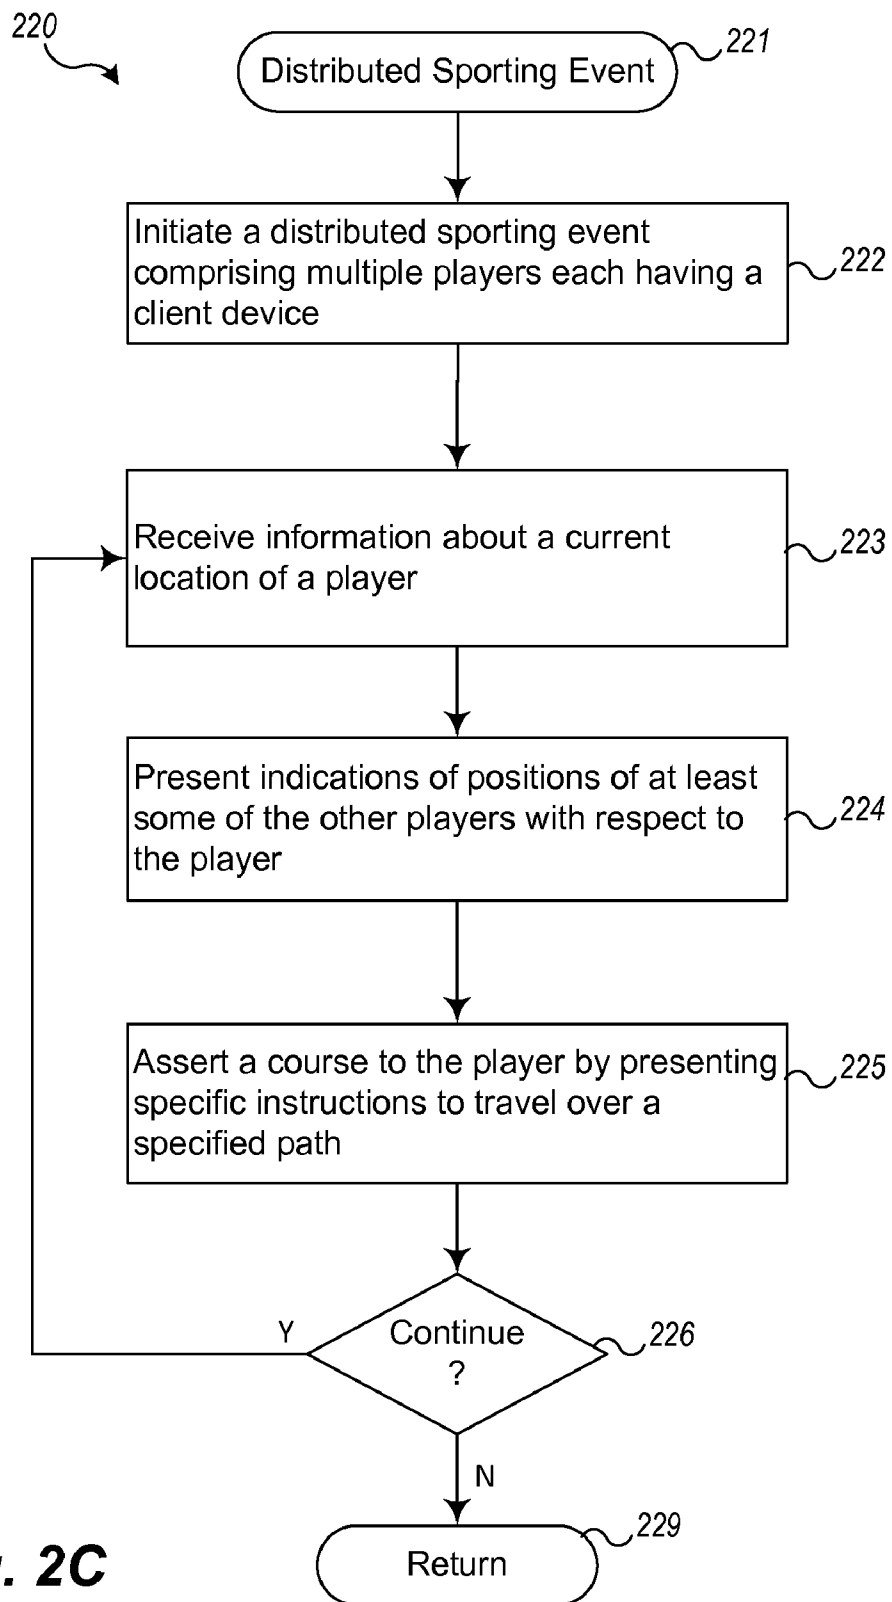 220
Distributed Sporting Event
221
Initiate a distributed sporting event
comprising multiple players each having a
client device
222
Receive information about a current
location of a player
223
Present indications of positions of at least
some of the other players with respect to
the player
224
Assert a course to the player by presenting
specific instructions to travel over a
specified path
225
Y
Continue
?
226
N
Return
229
. 2C